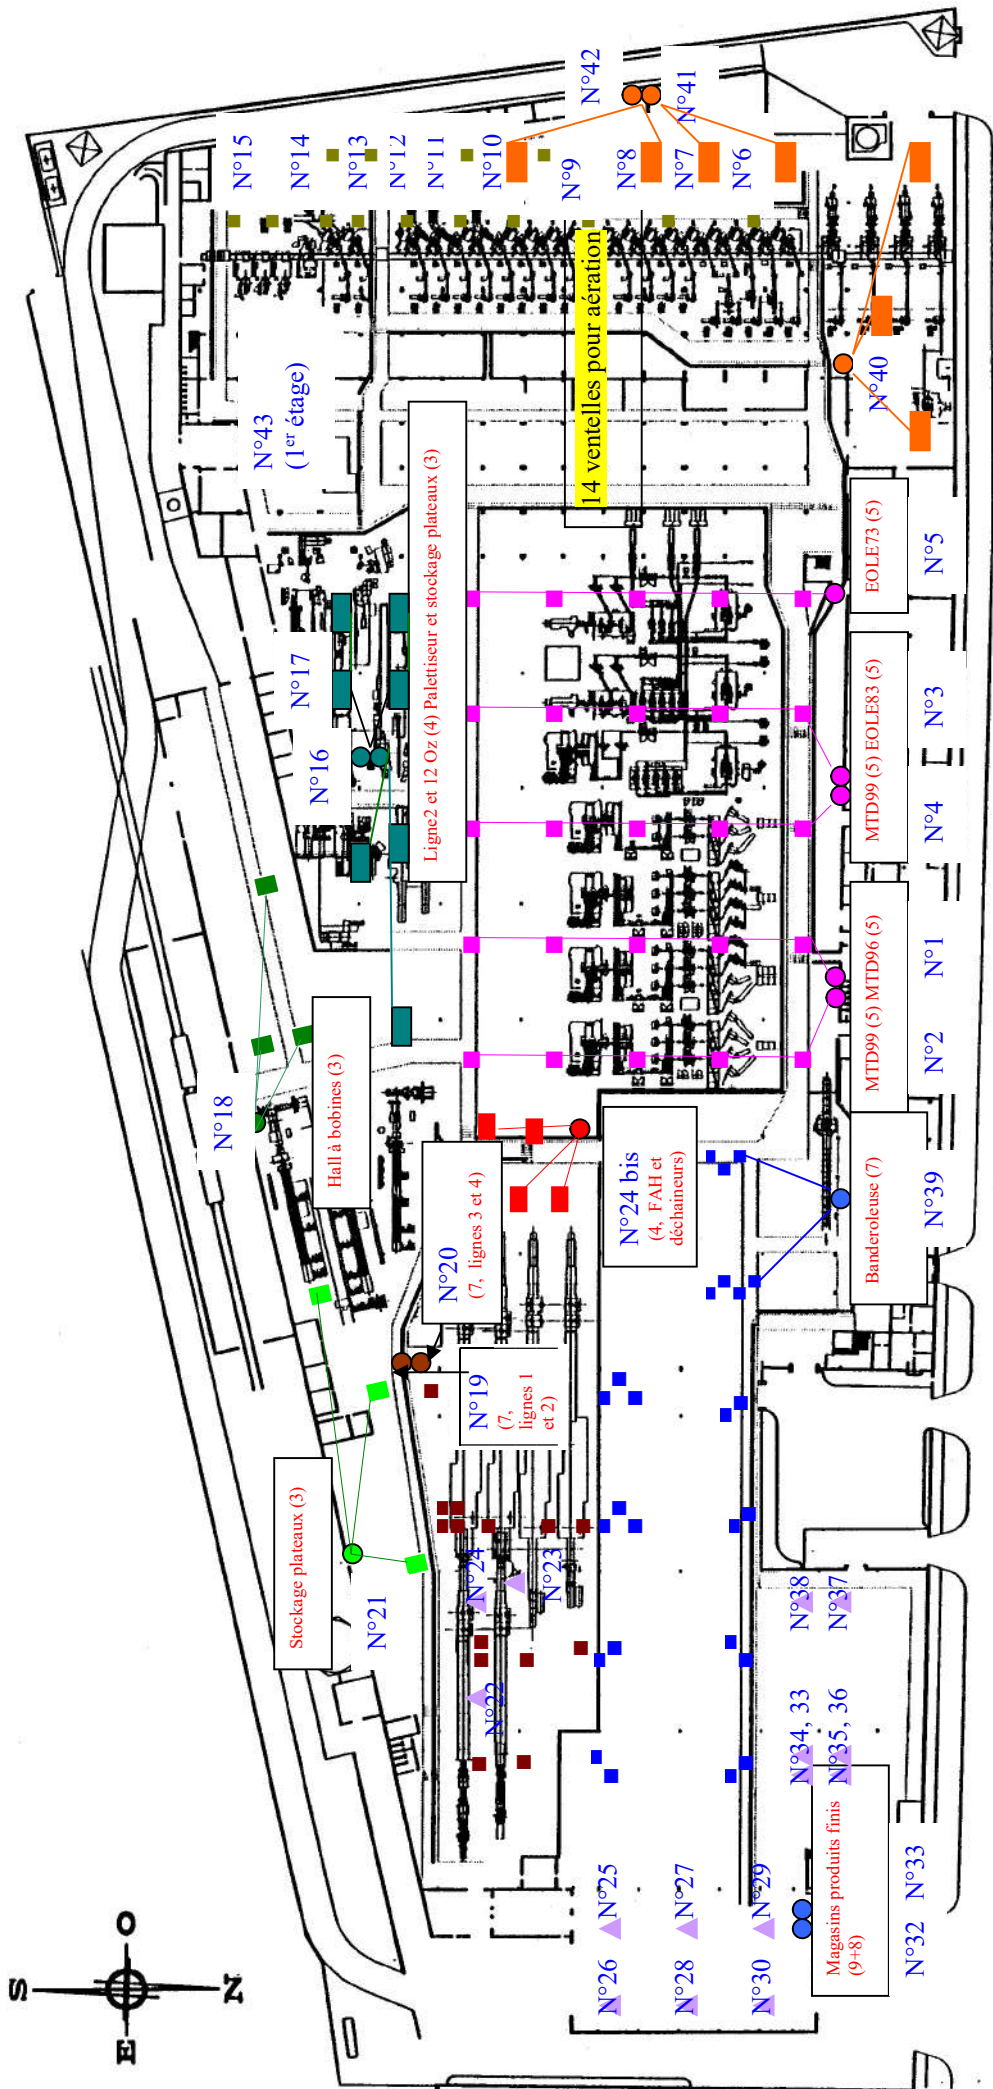 N°42
N°41
N°15
N°14
N°13
N°12
N°11
N°10
N°9
N°8
N°7
N°6
14 ventelles pour aération
N°43
(1er étage)
N°40
N°17
N°16
Ligne2 et 12 Oz (4) Palettiseur et stockage plateaux (3)
EOLE73 (5)
N°5
MTD99 (5) EOLE83 (5)
N°3
N°4
MTD99 (5) MTD96 (5)
N°1
N°2
N°18
Hall à bobines (3)
N°20
(7, lignes 3 et 4)
N°24 bis
(4, FAH et
déchaineurs)
Banderoleuse (7)
N°39
N°19
(7,
lignes 1
et 2)
Stockage plateaux (3)
N°21
N°24
N°23
N°22
N°38
N°37
N°34, 33
N°35, 36
N°25
N°26
N°27
N°28
N°29
N°30
Magasins produits finis
(9+8)
N°33
N°32
S
O
E
N